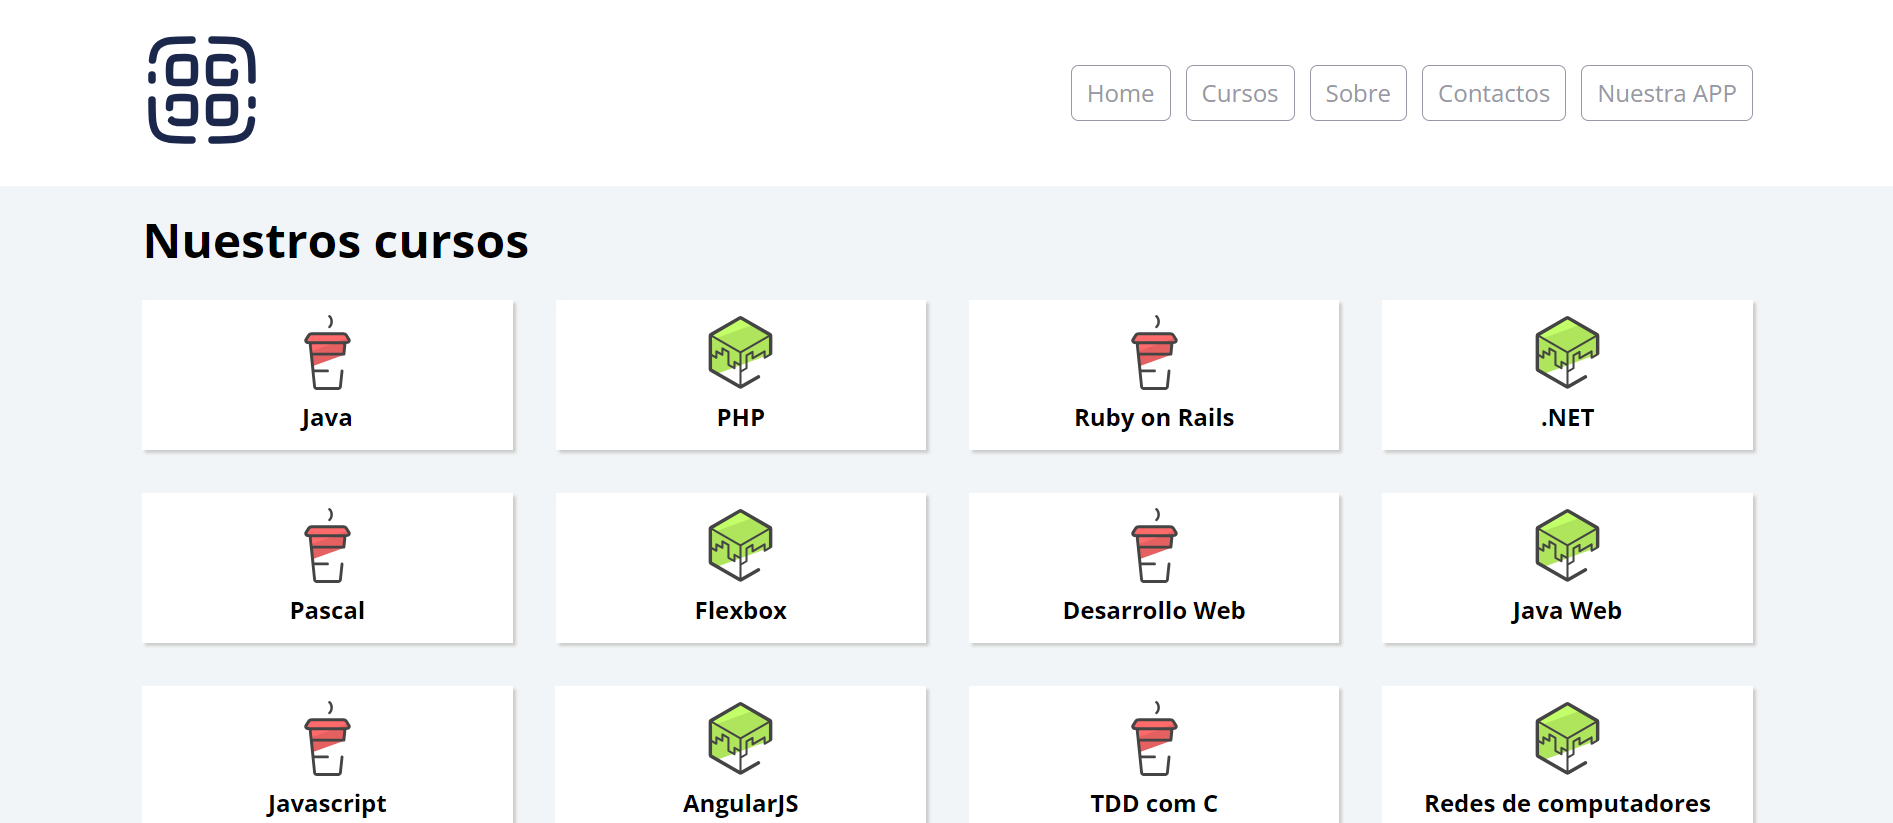 Home Cursos Sobre Contactos Nuestra APP
Nuestros cursos
Java PHP Ruby on Rails .NET
Pascal Flexbox Desarrollo Web Java Web
Javascript AngularJS TDD com C Redes de computadores